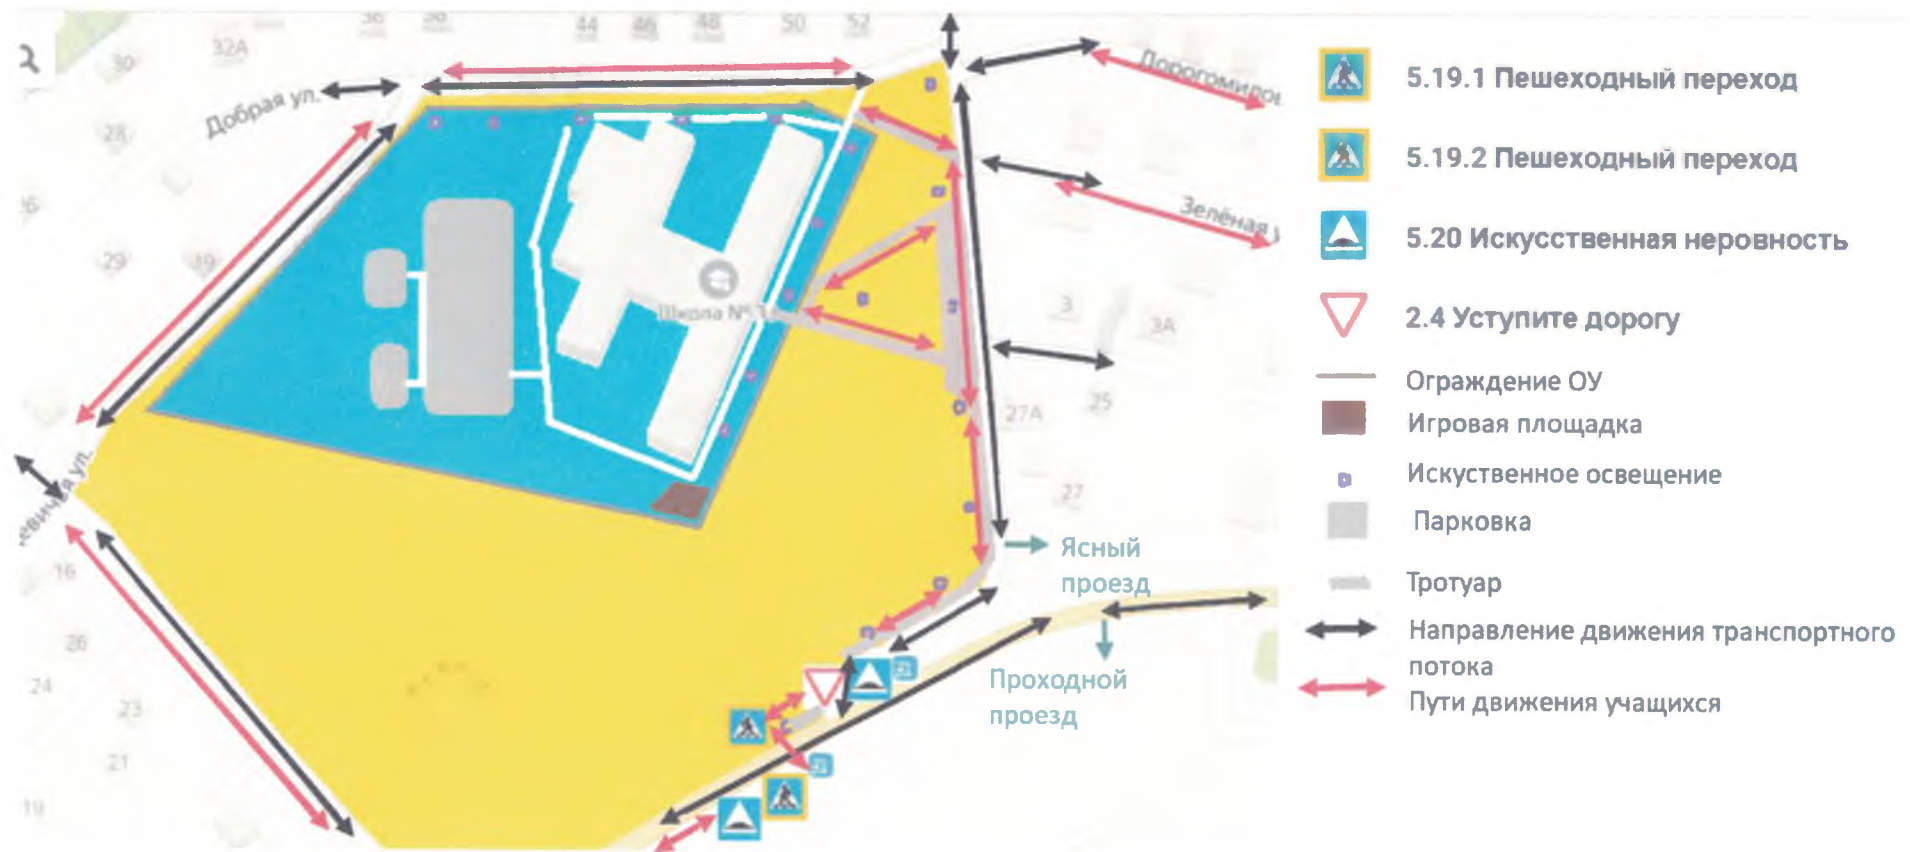 36
44
46
48
50
52
32А
30
28
29
19
Добрая ул.
Школа №
Зелёная
3
3А
27А
25
27
16
26
24
23
21
19
Ясный
проезд
Проходной
проезд
5.19.1 Пешеходный переход
5.19.2 Пешеходный переход
5.20 Искусственная неровность
2.4 Уступите дорогу
Ограждение ОУ
Игровая площадка
Искуственное освещение
Парковка
Тротуар
Направление движения транспортного
потока
Пути движения учащихся